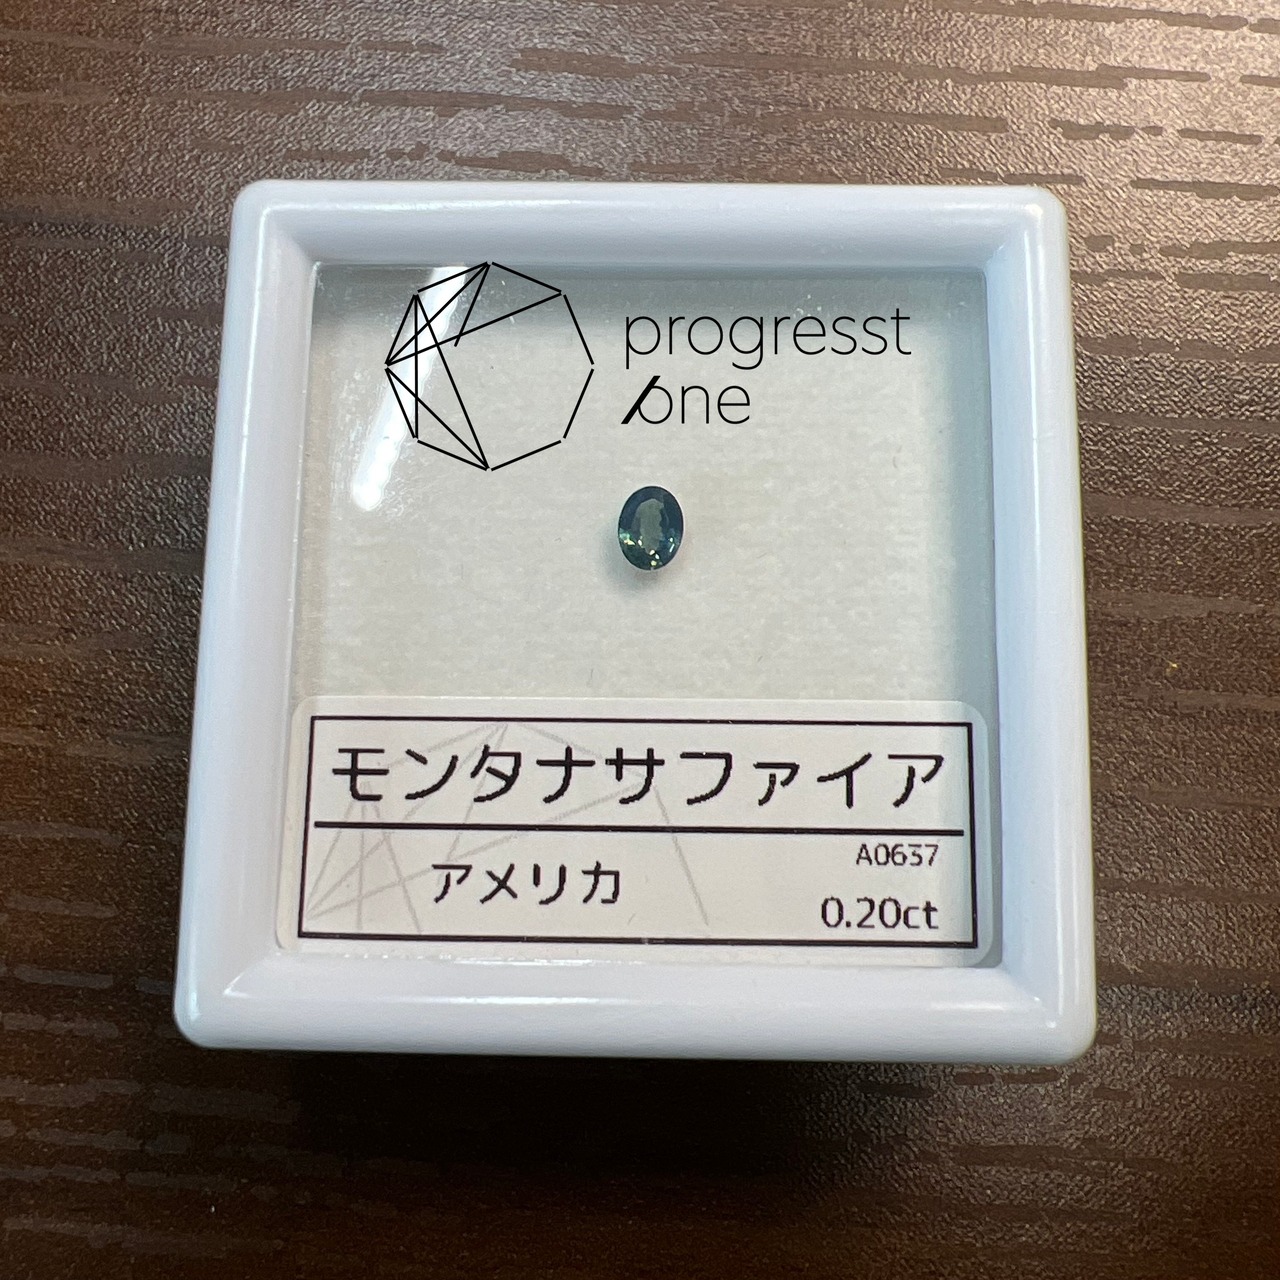 progresst
one
モンタナサファイア
アメリカ
A0637
0.20ct